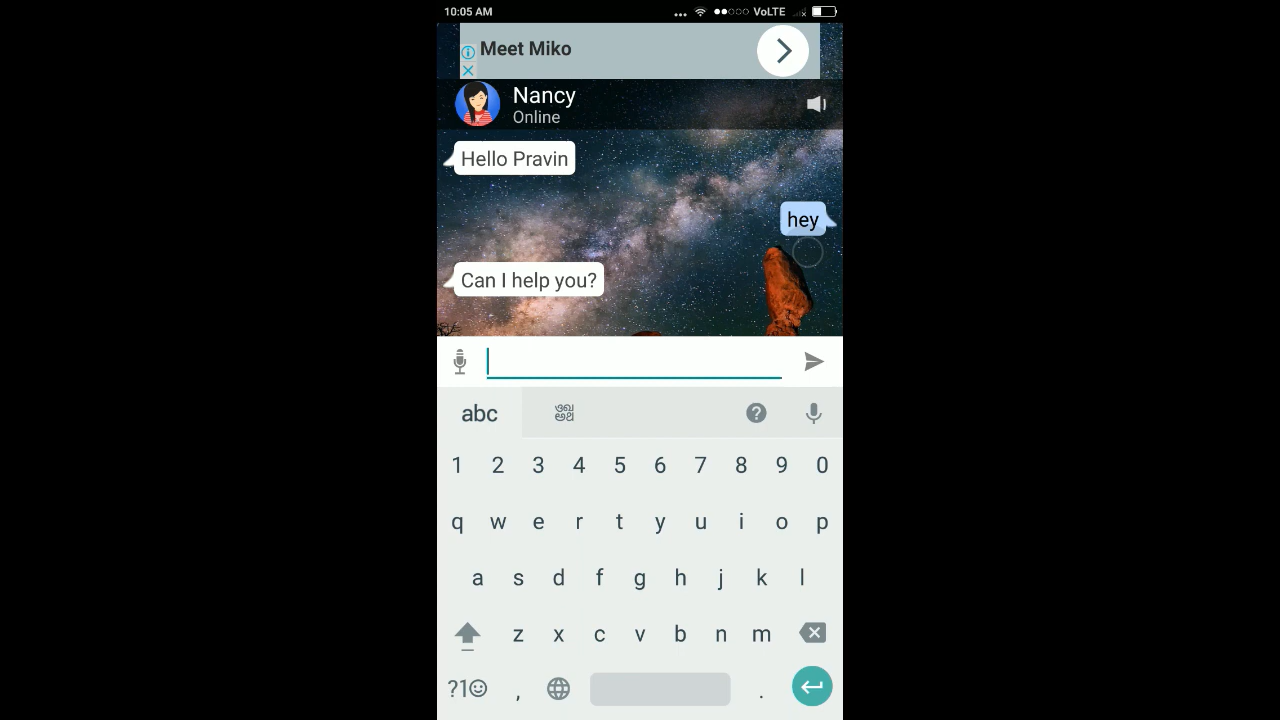 10:05 AM
VoLTE
Meet Miko
Nancy
Online
Hello Pravin
hey
Can I help you?
abc
1 2 3 4 5 6 7 8 9 0
q w e r t y u i o p
a s d f g h j k l
z x c v b n m
?1☺ , .